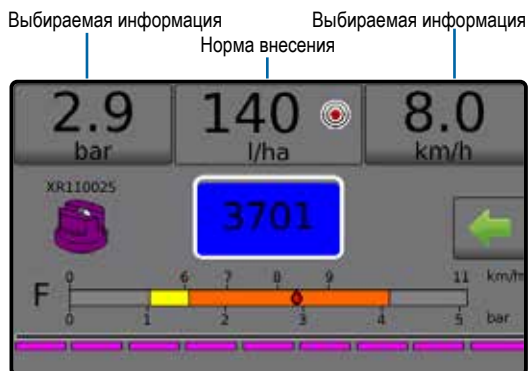 Выбираемая информация Выбираемая информация
Норма внесения
2.9 140 8.0
bar l/ha km/h
XR110025
3701
0 6 7 8 9 11 km/h
F
0 1 2 3 4 5 bar